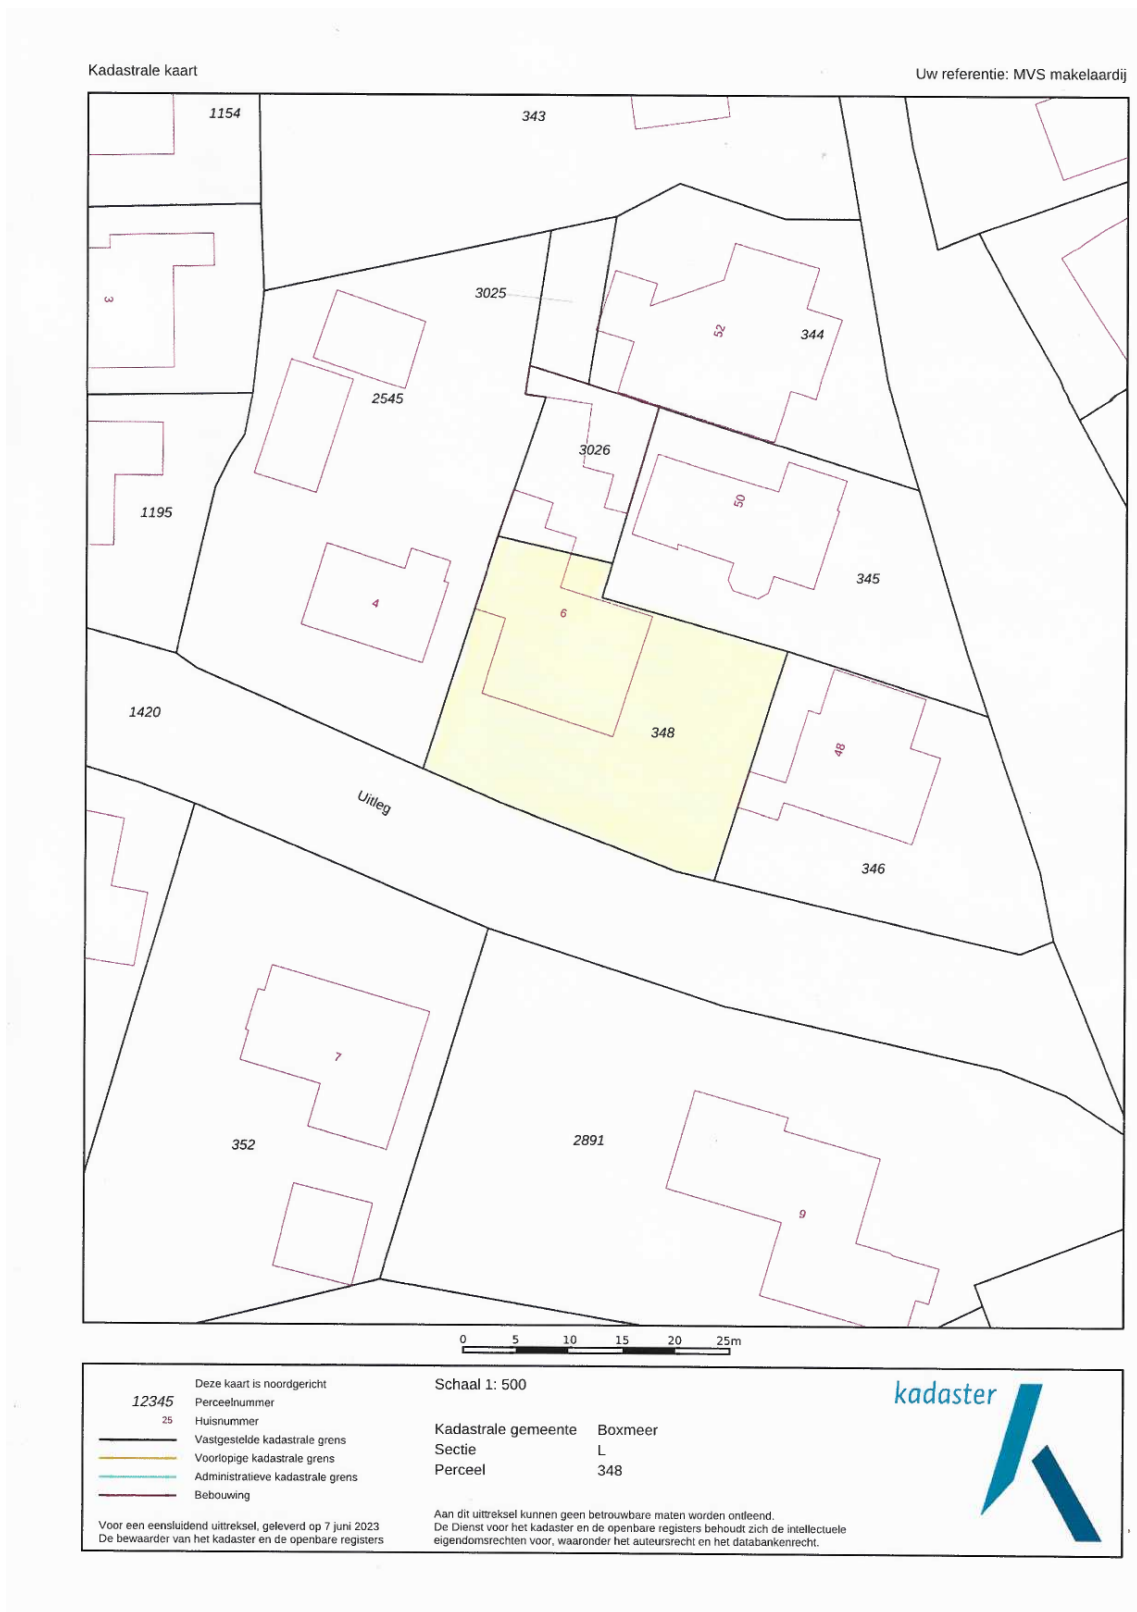 Kadastrale kaart
Uw referentie: MVS makelaardij
1154
343
3025
3
52
344
2545
3026
50
1195
345
4
6
1420
348
48
Uitleg
346
7
352
2891
9
0 5 10 15 20 25m
Deze kaart is noordgericht
12345 Perceelnummer
25 Huisnummer
Vastgestelde kadastrale grens
Voorlopige kadastrale grens
Administratieve kadastrale grens
Bebouwing
Voor een eensluidend uittreksel, geleverd op 7 juni 2023
De bewaarder van het kadaster en de openbare registers
Schaal 1: 500
Kadastrale gemeente Boxmeer
Sectie L
Perceel 348
Aan dit uittreksel kunnen geen betrouwbare maten worden ontleend.
De Dienst voor het kadaster en de openbare registers behoudt zich de intellectuele
eigendomsrechten voor, waaronder het auteursrecht en het databankenrecht.
kadaster